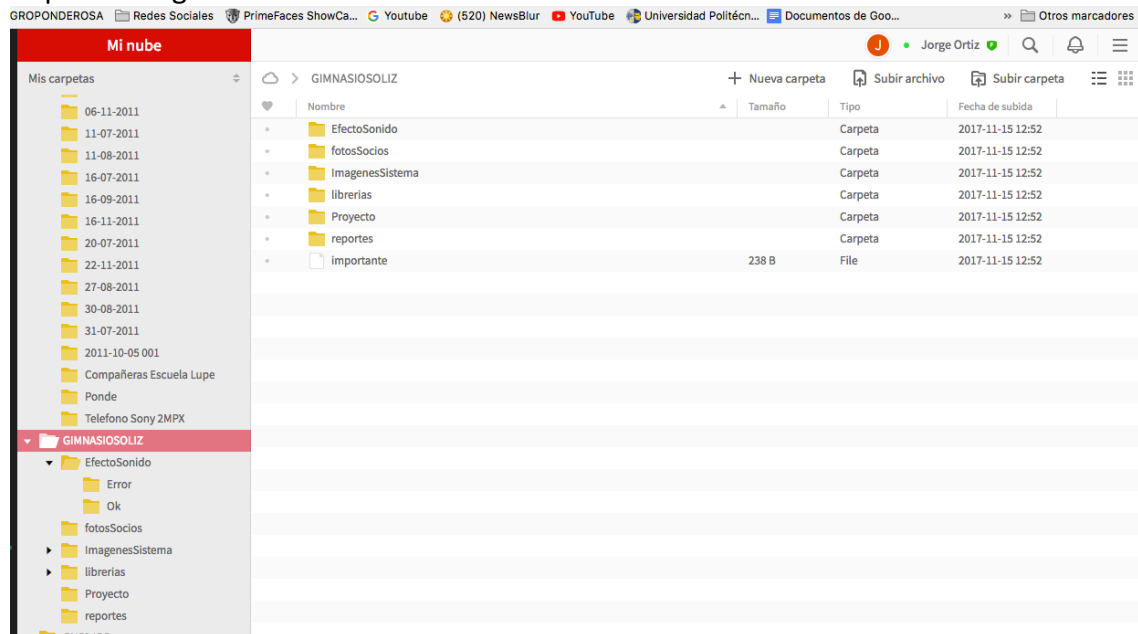 GROPONDEROSA Redes Sociales PrimeFaces ShowCa... Youtube (520) NewsBlur YouTube Universidad Politécn... Documentos de Goo... » Otros marcadores
Mi nube
J Jorge Ortiz
Mis carpetas
GIMNASIOSOLIZ
Nueva carpeta Subir archivo Subir carpeta
Nombre Tamaño Tipo Fecha de subida
EfectoSonido Carpeta 2017-11-15 12:52
fotosSocios Carpeta 2017-11-15 12:52
ImagenesSistema Carpeta 2017-11-15 12:52
librerias Carpeta 2017-11-15 12:52
Proyecto Carpeta 2017-11-15 12:52
reportes Carpeta 2017-11-15 12:52
importante 238 B File 2017-11-15 12:52
06-11-2011
11-07-2011
11-08-2011
16-07-2011
16-09-2011
16-11-2011
20-07-2011
22-11-2011
27-08-2011
30-08-2011
31-07-2011
2011-10-05 001
Compañeras Escuela Lupe
Ponde
Telefono Sony 2MPX
GIMNASIOSOLIZ
EfectoSonido
Error
Ok
fotosSocios
ImagenesSistema
librerias
Proyecto
reportes